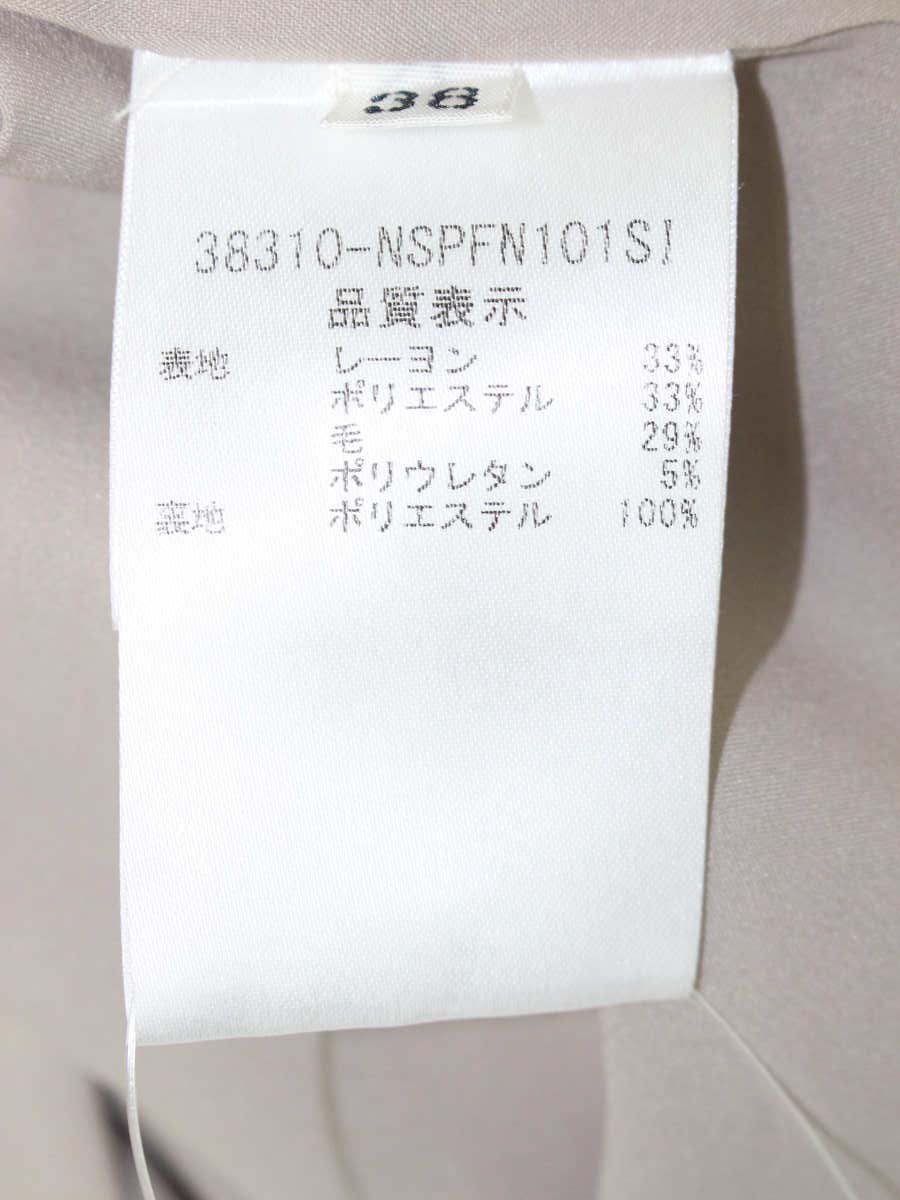 38
38310-NSPFN101SI
品質表示
表地 レーヨン 33%
ポリエステル 33%
毛 29%
ポリウレタン 5%
裏地 ポリエステル 100%